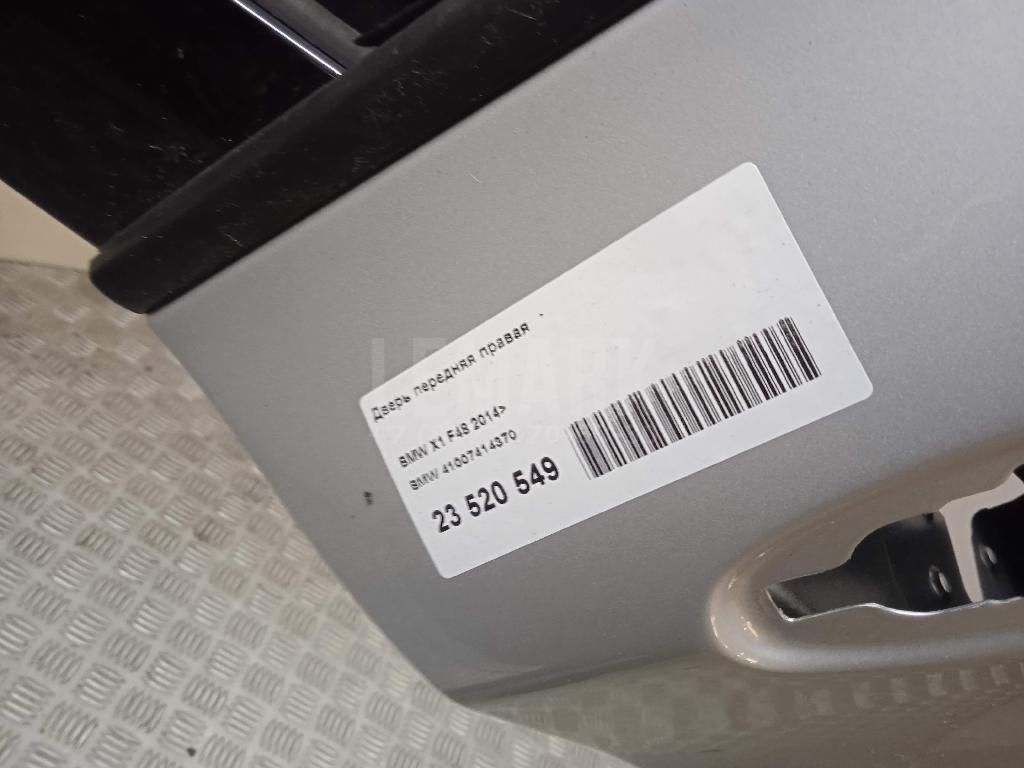 Дверь передняя правая -
BMW X1 F48 2014>
BMW 41007414370
23 520 549